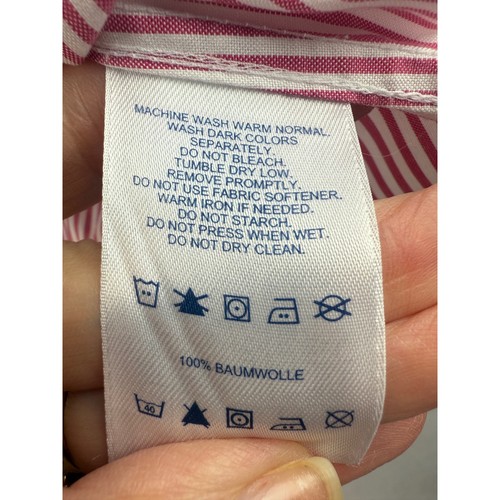 MACHINE WASH WARM NORMAL.
WASH DARK COLORS
SEPARATELY.
DO NOT BLEACH.
TUMBLE DRY LOW.
REMOVE PROMPTLY.
DO NOT USE FABRIC SOFTENER.
WARM IRON IF NEEDED.
DO NOT STARCH.
DO NOT PRESS WHEN WET.
DO NOT DRY CLEAN.
100% BAUMWOLLE
40